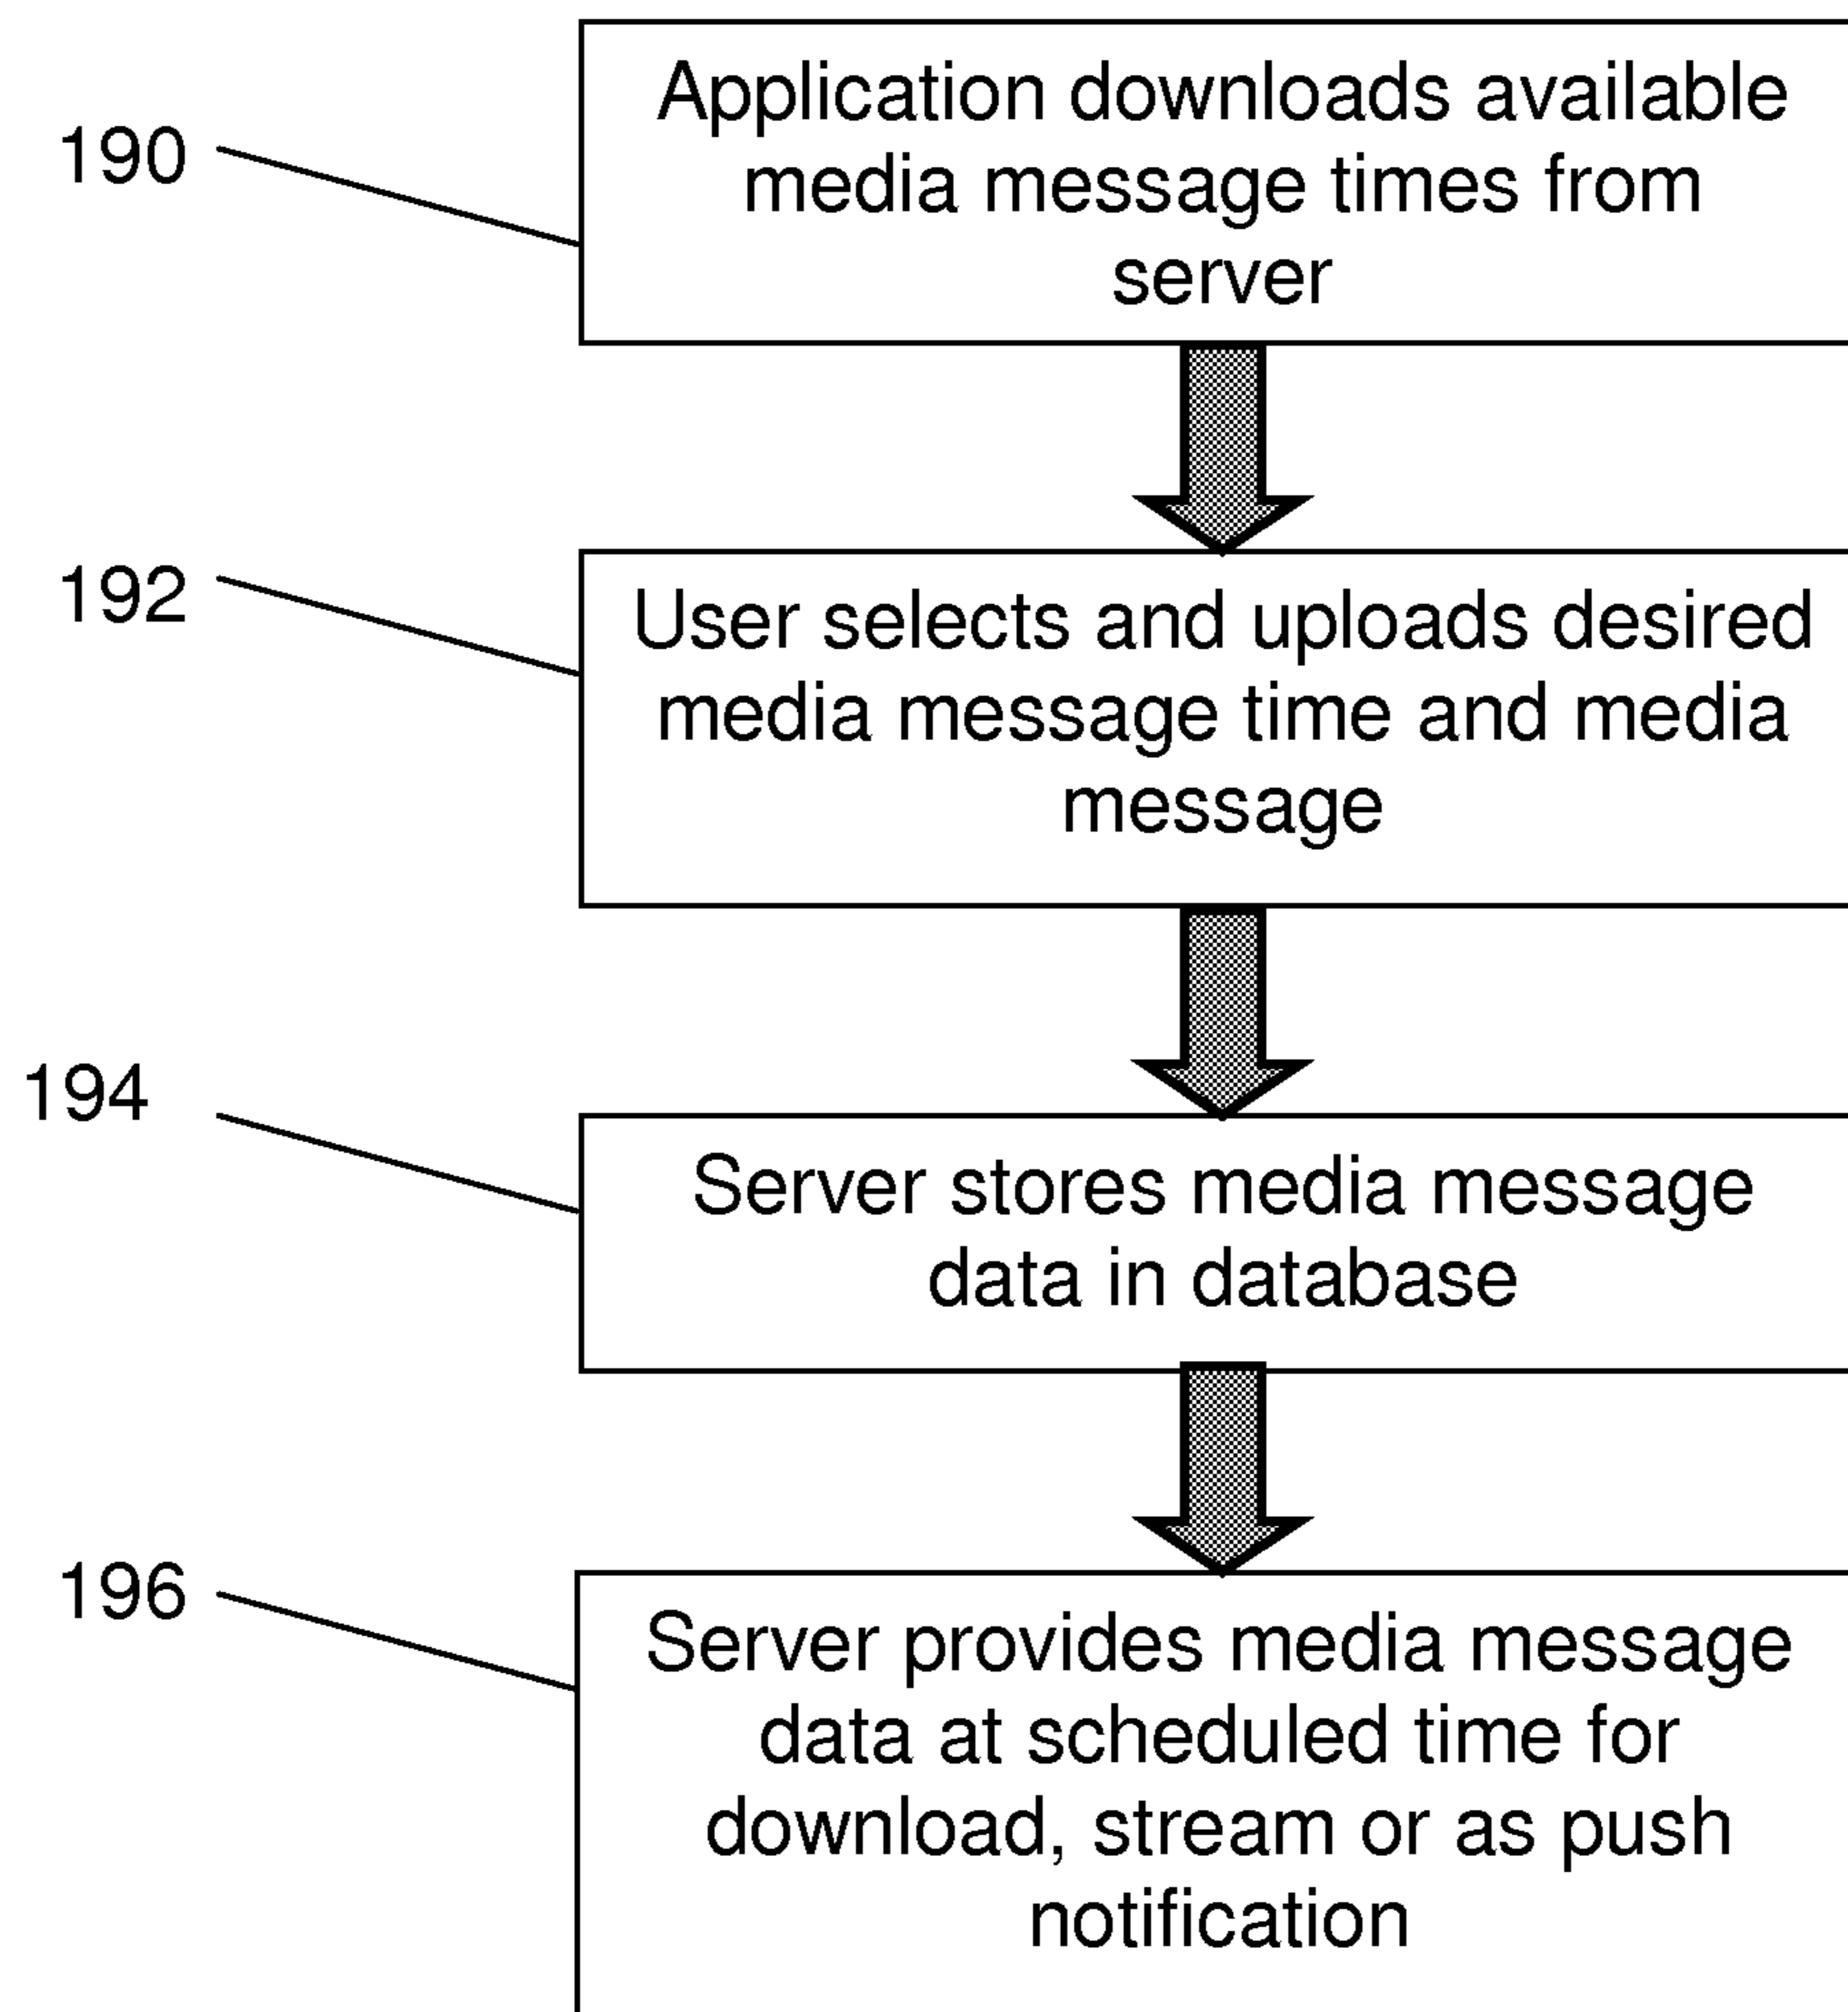 190
Application downloads available
media message times from
server
192
User selects and uploads desired
media message time and media
message
194
Server stores media message
data in database
196
Server provides media message
data at scheduled time for
download, stream or as push
notification